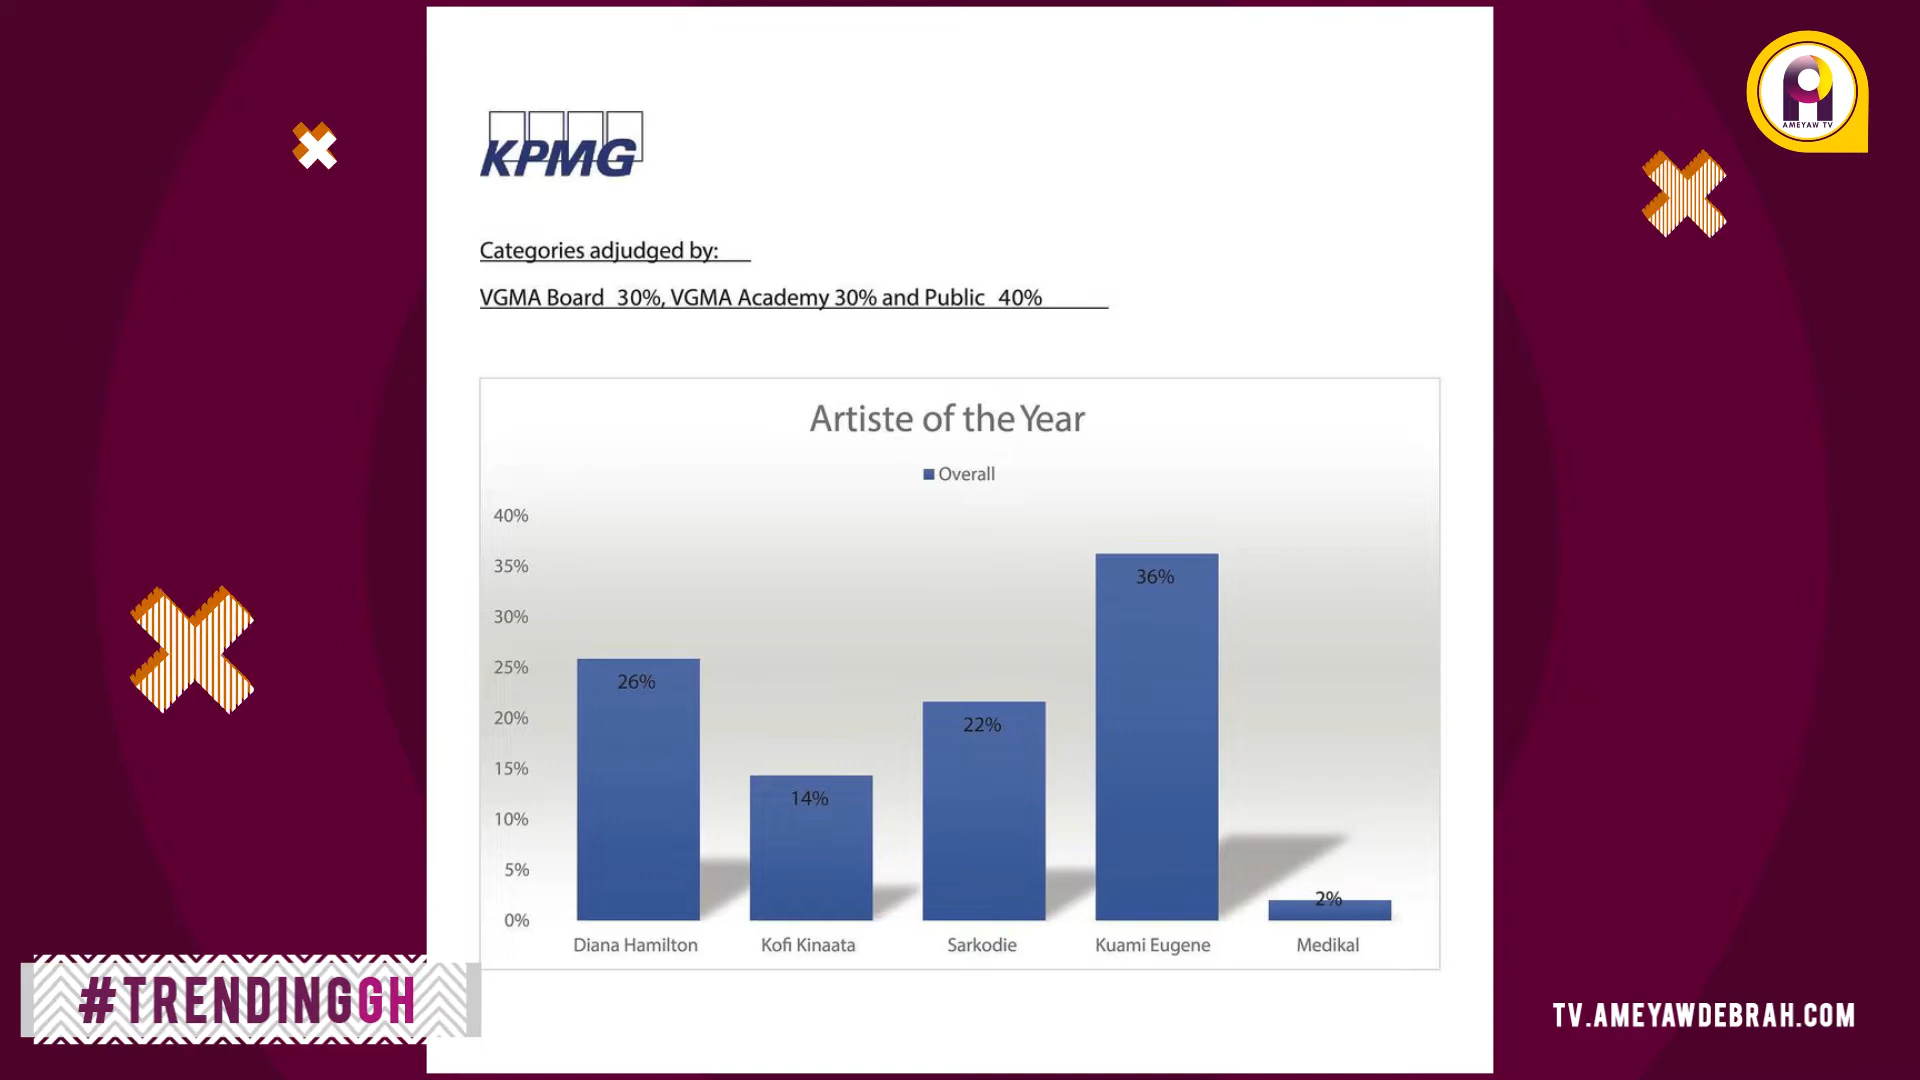 KPMG
AMEYAW TV
Categories adjudged by:
VGMA Board 30%, VGMA Academy 30% and Public 40%
Artiste of the Year
Overall
40%
35%
30%
25%
20%
15%
10%
5%
0%
26%
14%
22%
36%
2%
Diana Hamilton
Kofi Kinaata
Sarkodie
Kuami Eugene
Medikal
#TRENDINGGH
TV.AMEYAWDEBRAH.COM